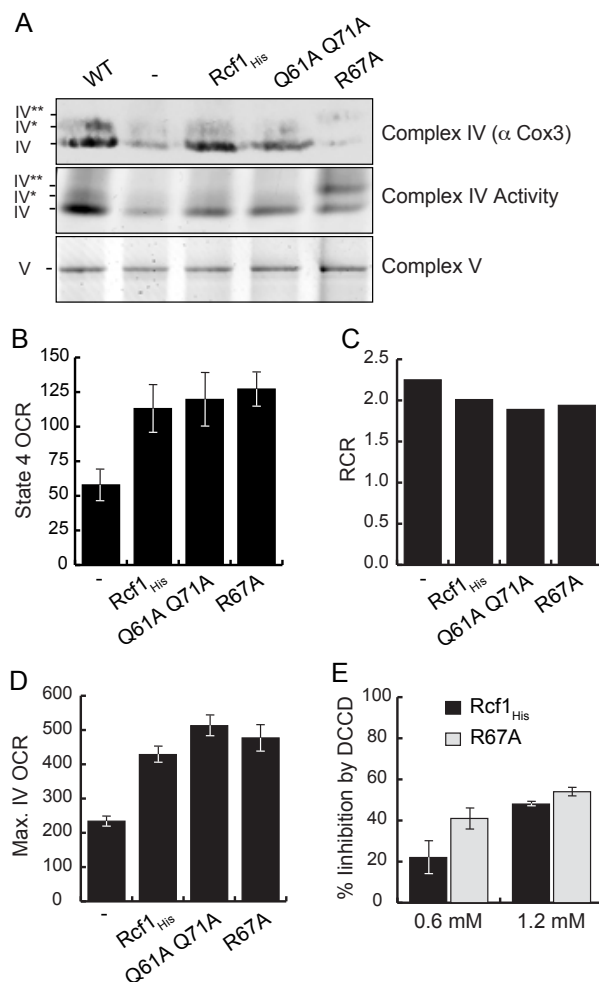 A
WT
-
Rcf1His
Q61A Q71A
R67A
IV**
IV*
IV
Complex IV (α Cox3)
IV**
IV*
IV
Complex IV Activity
V
Complex V
B
State 4 OCR
150
125
100
75
50
25
0
-
Rcf1His
Q61A Q71A
R67A
C
RCR
2.5
2.0
1.5
1.0
0.5
0.0
-
Rcf1His
Q61A Q71A
R67A
D
Max. IV OCR
600
500
400
300
200
100
0
-
Rcf1His
Q61A Q71A
R67A
E
% Iinhibition by DCCD
100
80
60
40
20
0
Rcf1His
R67A
0.6 mM
1.2 mM